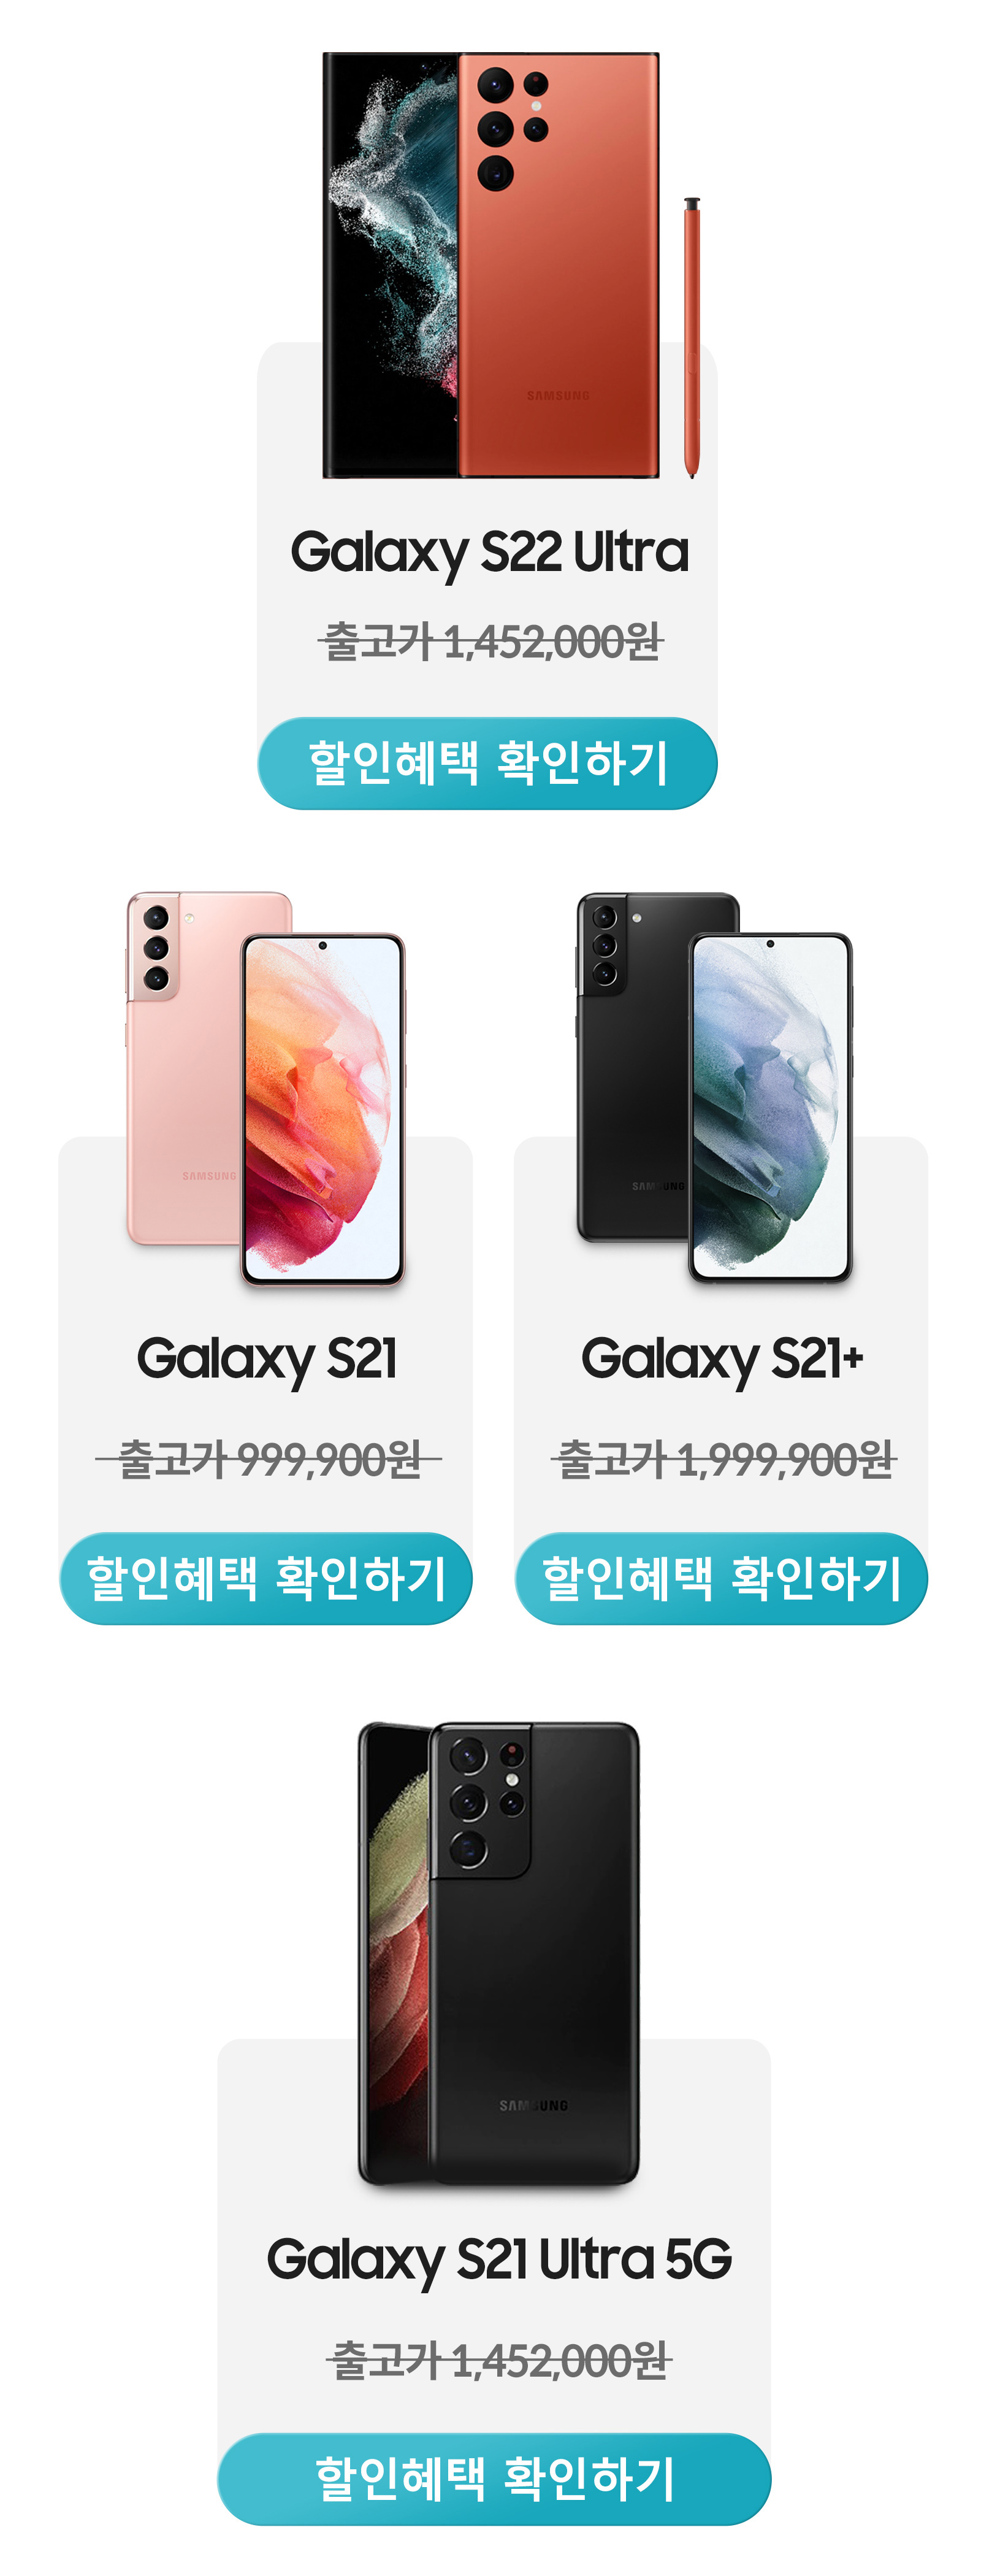 SAMSUNG
Galaxy S22 Ultra
출고가 1,452,000원
할인혜택 확인하기
SAMSUNG
SAMSUNG
Galaxy S21
Galaxy S21+
출고가 999,900원
출고가 1,999,900원
할인혜택 확인하기
할인혜택 확인하기
SAMSUNG
Galaxy S21 Ultra 5G
출고가 1,452,000원
할인혜택 확인하기